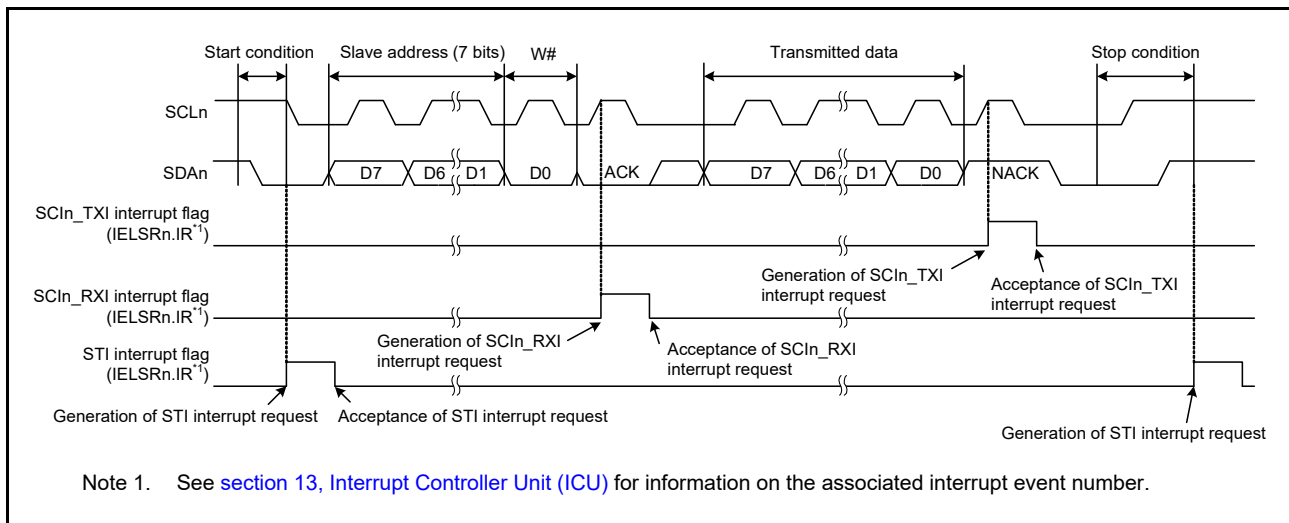 Start condition
Slave address (7 bits)
W#
Transmitted data
Stop condition
SCLn
SDAn
D7
D6
D1
D0
ACK
D7
D6
D1
D0
NACK
SCIn_TXI interrupt flag
(IELSRn.IR*1)
Generation of SCIn_TXI
interrupt request
Acceptance of SCIn_TXI
interrupt request
SCIn_RXI interrupt flag
(IELSRn.IR*1)
Generation of SCIn_RXI
interrupt request
Acceptance of SCIn_RXI
interrupt request
STI interrupt flag
(IELSRn.IR*1)
Generation of STI interrupt request
Acceptance of STI interrupt request
Generation of STI interrupt request
Note 1. See section 13, Interrupt Controller Unit (ICU) for information on the associated interrupt event number.